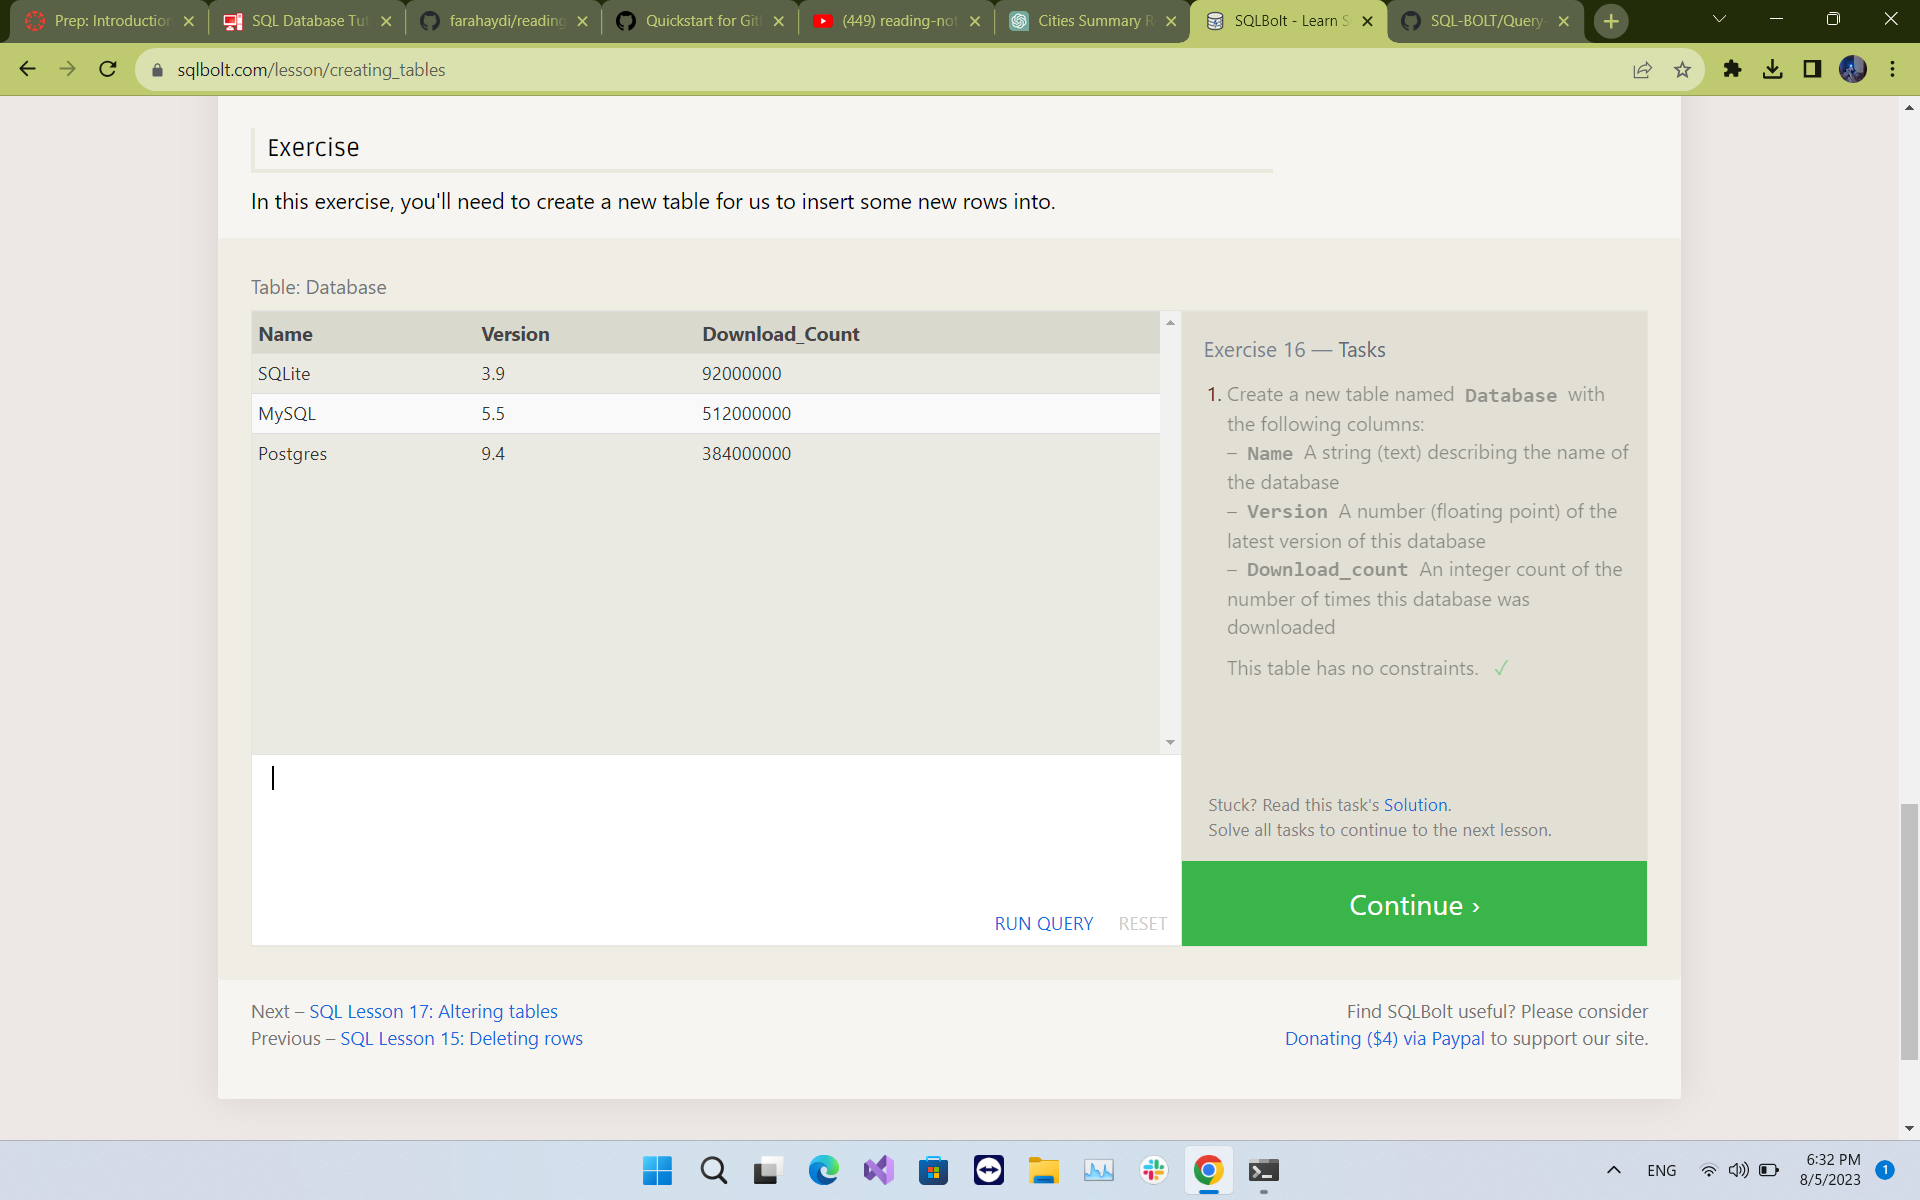 Prep: Introduction
SQL Database Tut
farahaydi/reading
Quickstart for Git
(449) reading-not
Cities Summary R
SQLBolt - Learn S
SQL-BOLT/Query-
sqlbolt.com/lesson/creating_tables
Exercise
In this exercise, you'll need to create a new table for us to insert some new rows into.
Table: Database
Name Version Download_Count
SQLite 3.9 92000000
MySQL 5.5 512000000
Postgres 9.4 384000000
Exercise 16 — Tasks
1. Create a new table named Database with
the following columns:
– Name A string (text) describing the name of
the database
– Version A number (floating point) of the
latest version of this database
– Download_count An integer count of the
number of times this database was
downloaded
This table has no constraints. ✓
Stuck? Read this task's Solution.
Solve all tasks to continue to the next lesson.
RUN QUERY RESET
Continue ›
Next – SQL Lesson 17: Altering tables
Previous – SQL Lesson 15: Deleting rows
Find SQLBolt useful? Please consider
Donating ($4) via Paypal to support our site.
ENG
6:32 PM
8/5/2023
1